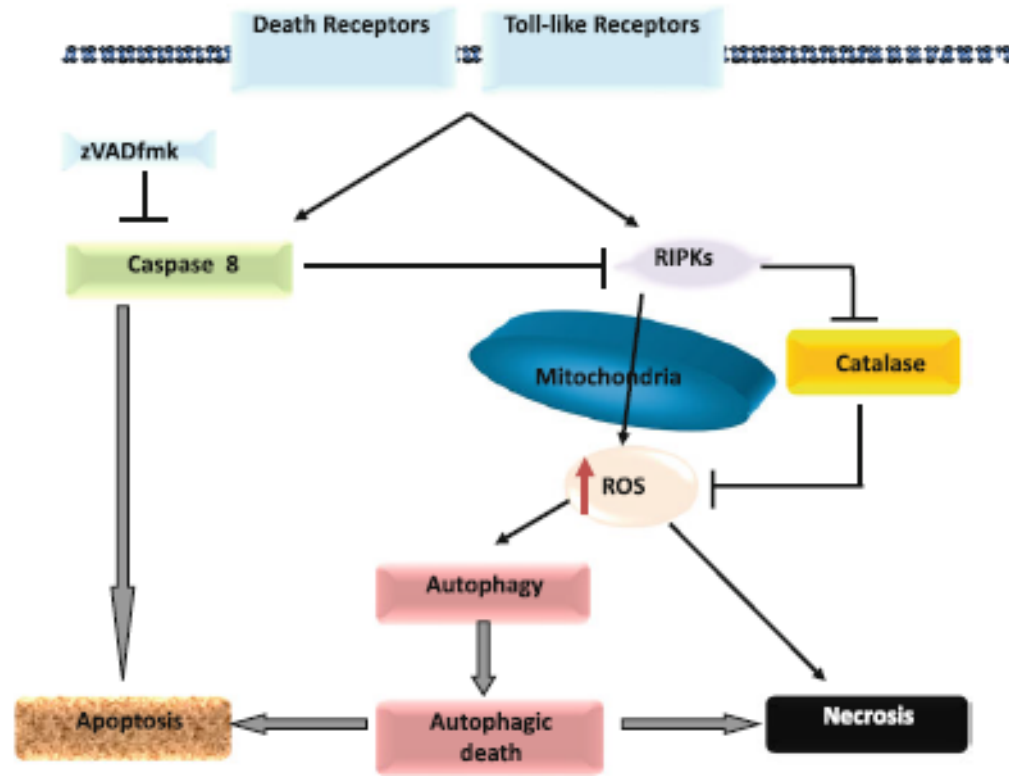 Death Receptors
Toll-like Receptors
zVADfmk
Caspase 8
RIPKs
Mitochondria
Catalase
ROS
Autophagy
Apoptosis
Autophagic
death
Necrosis